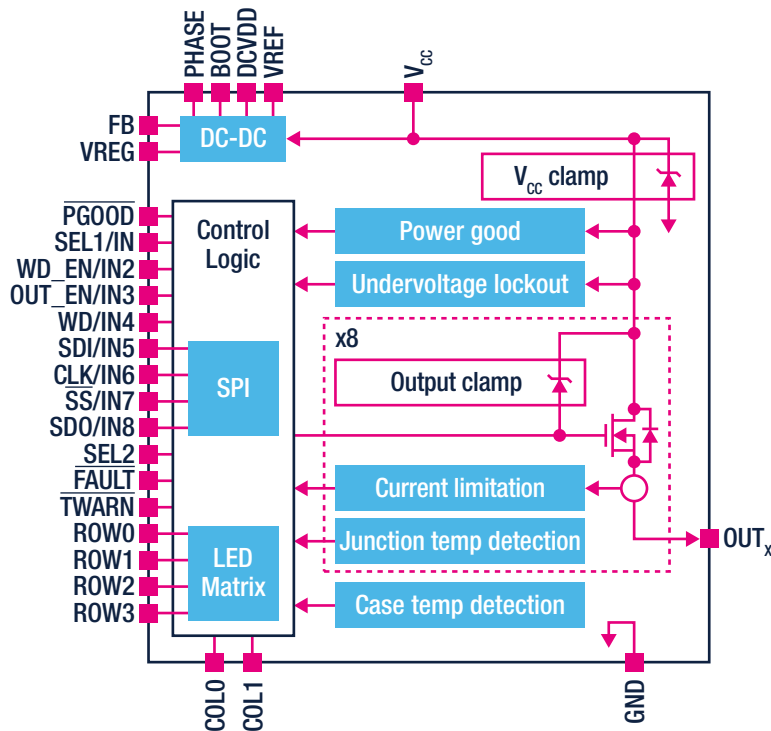 PHASE
BOOT
DCVDD
VREF
VCC
FB
VREG
DC-DC
VCC clamp
PGOOD
SEL1/IN
WD_EN/IN2
OUT_EN/IN3
WD/IN4
SDI/IN5
CLK/IN6
SS/IN7
SDO/IN8
SEL2
FAULT
TWARN
ROW0
ROW1
ROW2
ROW3
Control
Logic
SPI
LED
Matrix
Power good
Undervoltage lockout
x8
Output clamp
Current limitation
Junction temp detection
Case temp detection
OUTx
COL0
COL1
GND